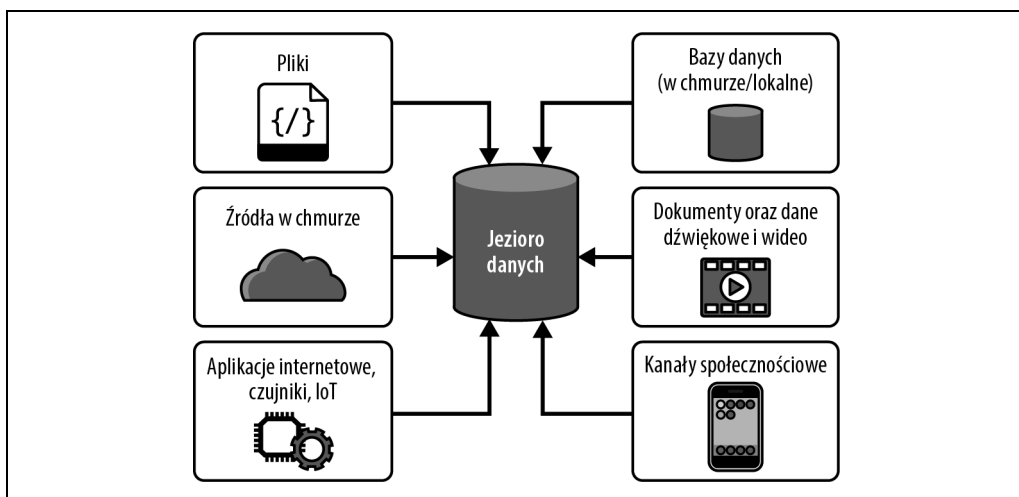 Pliki
{/}
Źródła w chmurze
Aplikacje internetowe,
czujniki, IoT
Jezioro
danych
Bazy danych
(w chmurze/lokalne)
Dokumenty oraz dane
dźwiękowe i wideo
Kanały społecznościowe